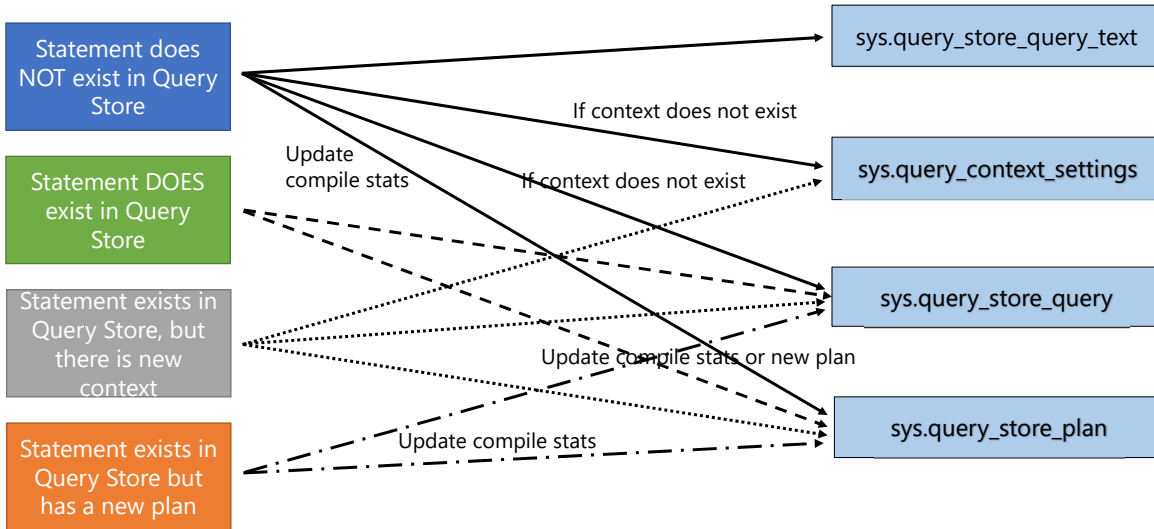 Statement does
NOT exist in Query
Store
sys.query_store_query_text
If context does not exist
Update
compile stats
Statement DOES
exist in Query
Store
If context does not exist
sys.query_context_settings
Statement exists in
Query Store, but
there is new
context
sys.query_store_query
Update compile stats or new plan
Statement exists in
Query Store but
has a new plan
Update compile stats
sys.query_store_plan